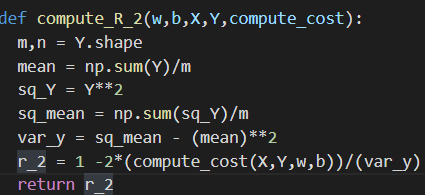 def compute_R_2(w,b,X,Y,compute_cost):
m,n = Y.shape
mean = np.sum(Y)/m
sq_Y = Y**2
sq_mean = np.sum(sq_Y)/m
var_y = sq_mean - (mean)**2
r_2 = 1 -2*(compute_cost(X,Y,w,b))/(var_y)
return r_2